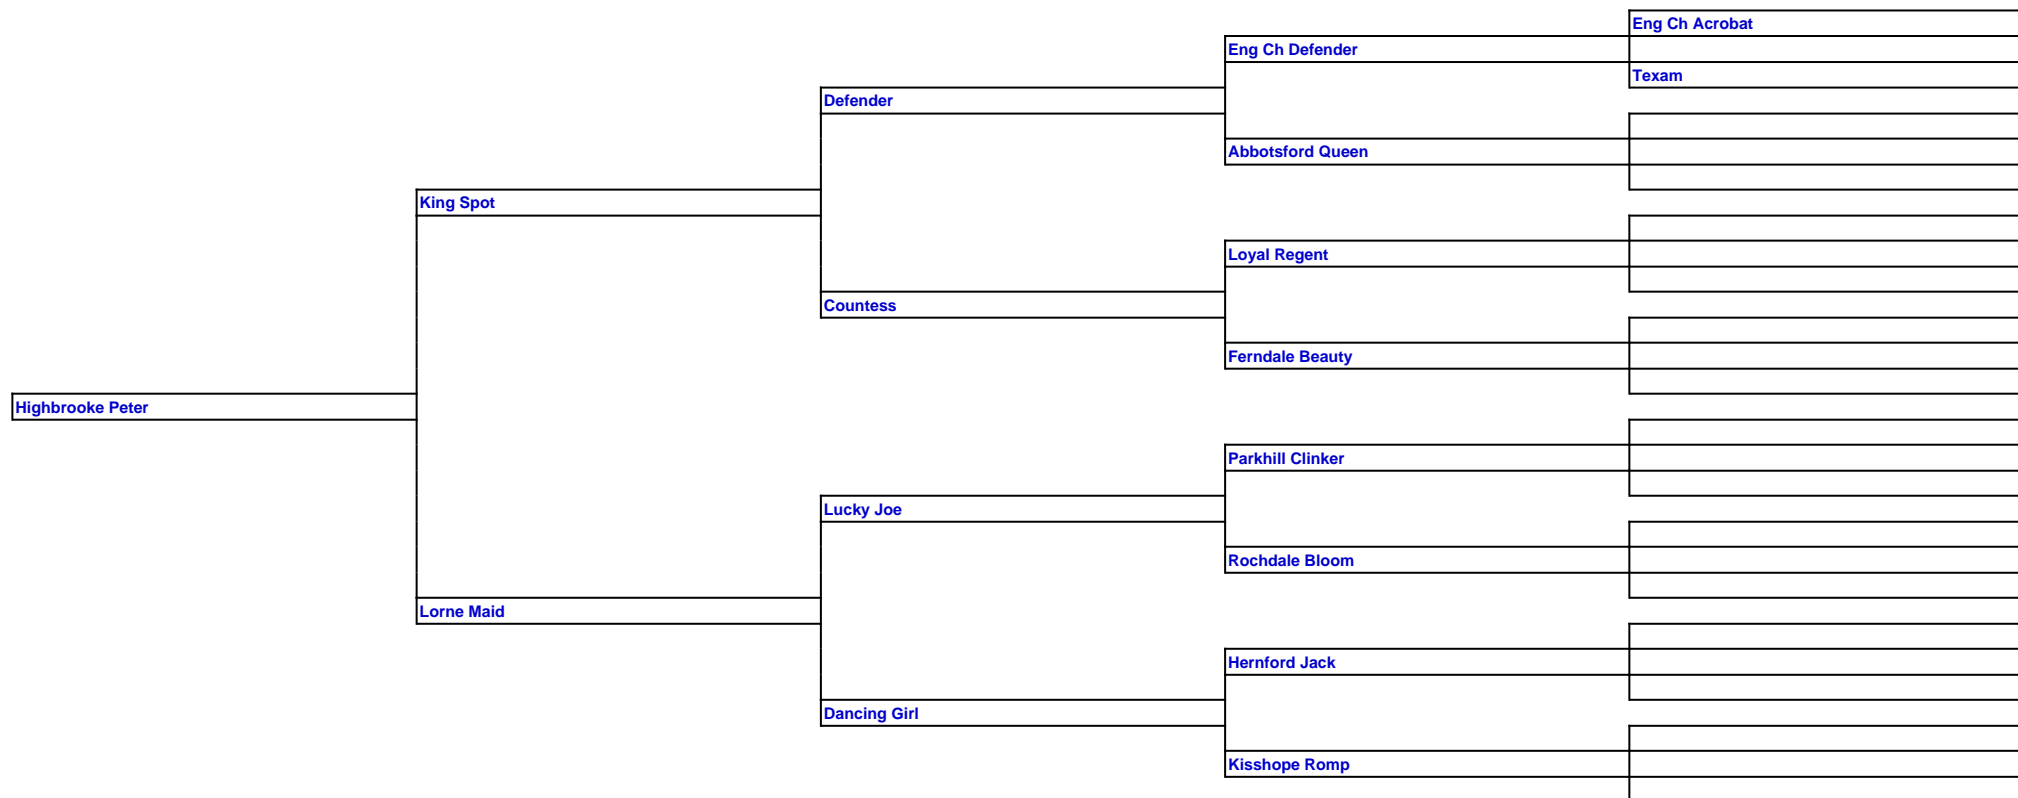 Eng Ch Acrobat
Eng Ch Defender
Texam
Defender
Abbotsford Queen
King Spot
Loyal Regent
Countess
Ferndale Beauty
Highbrooke Peter
Parkhill Clinker
Lucky Joe
Rochdale Bloom
Lorne Maid
Hernford Jack
Dancing Girl
Kisshope Romp